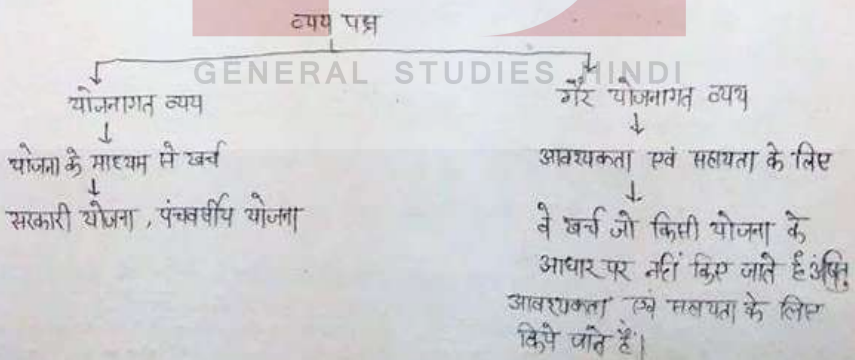 व्यय पक्ष
GENERAL STUDIES HINDI
योजनागत व्यय
योजना के माध्यम से खर्च
सरकारी योजना, पंचवर्षीय योजना
गैर योजनागत व्यय
आवश्यकता एवं सहायता के लिए
वे खर्च जो किसी योजना के
आधार पर नहीं किए जाते हैं अपितु
आवश्यकता एवं सहायता के लिए
किये जाते हैं।